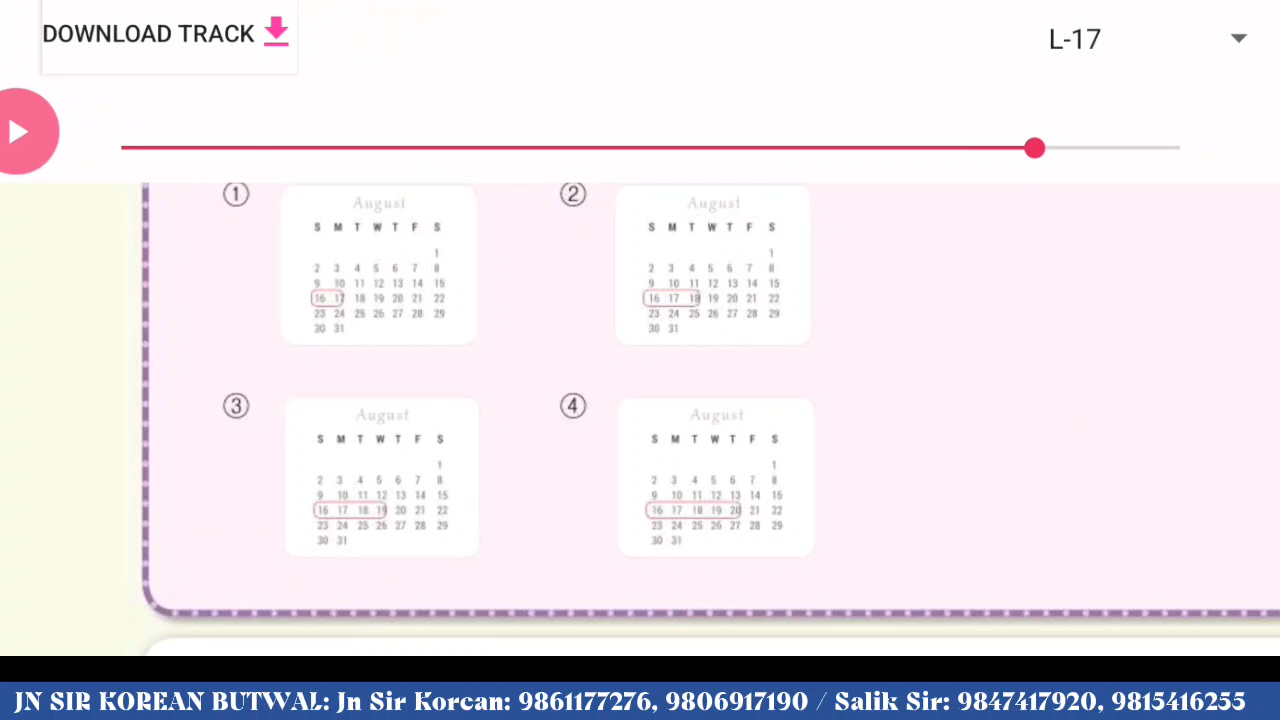 DOWNLOAD TRACK
L-17
①
August
S M T W T F S
1
2 3 4 5 6 7 8
9 10 11 12 13 14 15
16 17 18 19 20 21 22
23 24 25 26 27 28 29
30 31
②
August
S M T W T F S
1
2 3 4 5 6 7 8
9 10 11 12 13 14 15
16 17 18 19 20 21 22
23 24 25 26 27 28 29
30 31
③
August
S M T W T F S
1
2 3 4 5 6 7 8
9 10 11 12 13 14 15
16 17 18 19 20 21 22
23 24 25 26 27 28 29
30 31
④
August
S M T W T F S
1
2 3 4 5 6 7 8
9 10 11 12 13 14 15
16 17 18 19 20 21 22
23 24 25 26 27 28 29
30 31
JN SIR KOREAN BUTWAL: Jn Sir Korcan: 9861177276, 9806917190 / Salik Sir: 9847417920, 9815416255